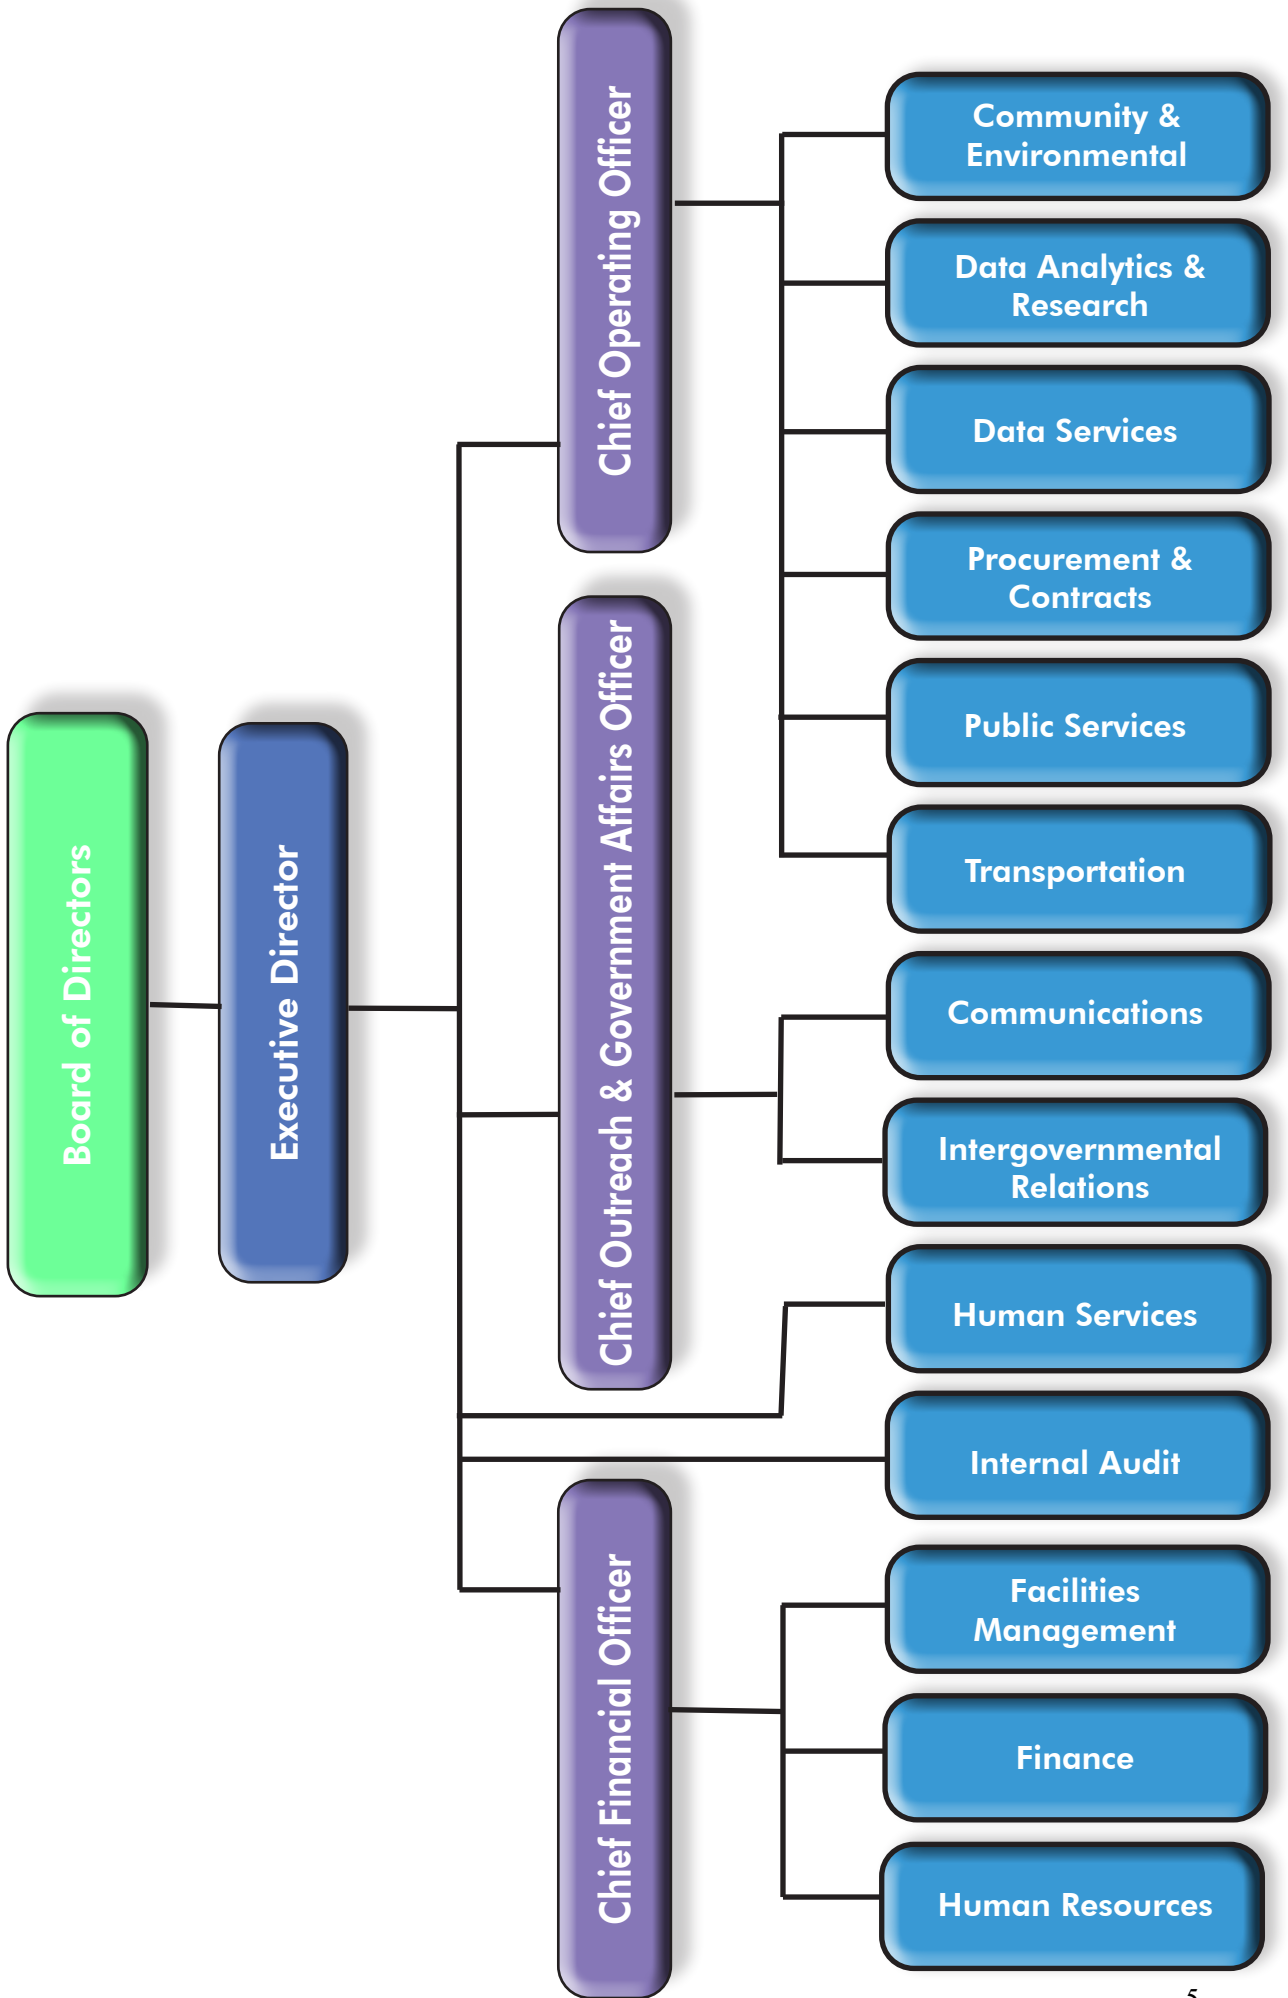 Board of Directors
Executive Director
Chief Operating Officer
Community &
Environmental
Data Analytics &
Research
Data Services
Procurement &
Contracts
Public Services
Transportation
Chief Outreach & Government Affairs Officer
Communications
Intergovernmental
Relations
Human Services
Internal Audit
Chief Financial Officer
Facilities
Management
Finance
Human Resources
5